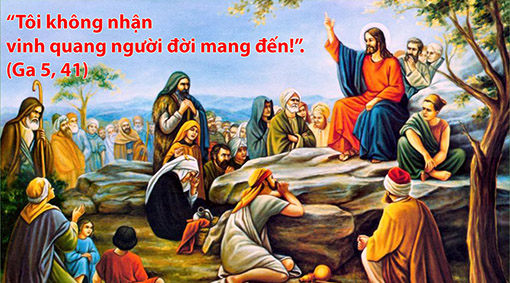 “Tôi không nhận
vinh quang người đời mang đến!”.
(Ga 5, 41)